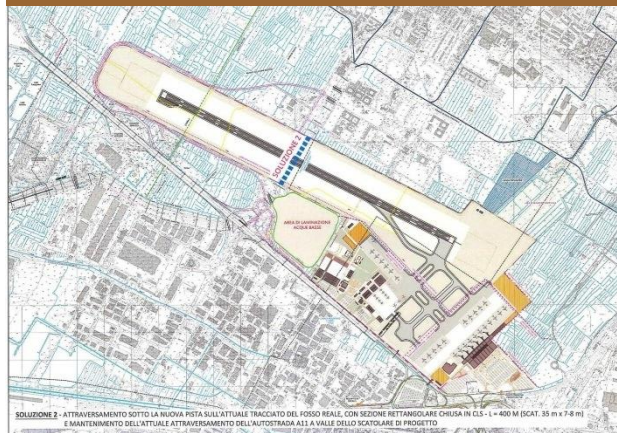 SOLUZIONE 2
AREA DI LAMINAZIONE
ACQUE BASSE
SOLUZIONE 2 - ATTRAVERSAMENTO SOTTO LA NUOVA PISTA SULL'ATTUALE TRACCIATO DEL FOSSO REALE, CON SEZIONE RETTANGOLARE CHIUSA IN CLS - L = 400 M (SCAT. 35 m x 7-8 m)
E MANTENIMENTO DELL'ATTUALE ATTRAVERSAMENTO DELL'AUTOSTRADA A11 A VALLE DELLO SCATOLARE DI PROGETTO